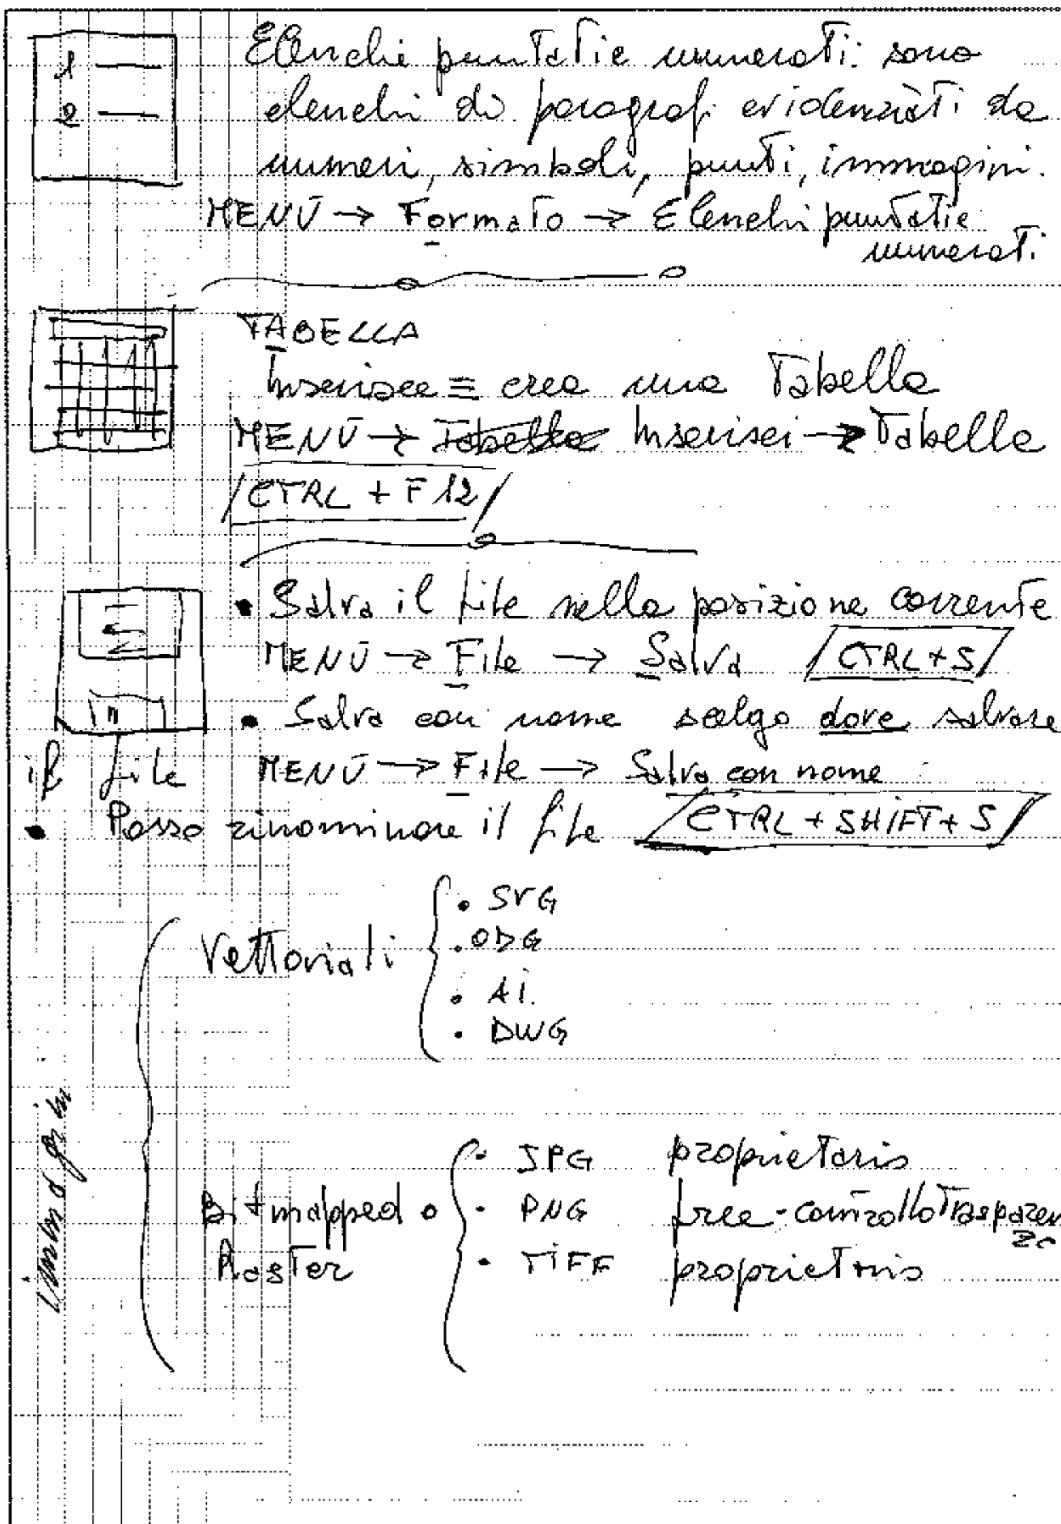 1
2
Elenchi puntati e numerati: sono
elenchi di paragrafi evidenziati da
numeri, simboli, punti, immagini.
MENÙ → Formato → Elenchi puntati e
numerati
TABELLA
Inserisce = crea una Tabella
MENÙ → Tabella Inserisci → Tabella
CTRL + F12
• Salva il file nella posizione corrente
MENÙ → File → Salva CTRL+S
• Salva con nome scelgo dove salvare
il file MENÙ → File → Salva con nome
• Posso rinominare il file CTRL + SHIFT + S
immagini
Vettoriali
• SVG
• ODG
• Ai.
• DWG
Bitmapped o
Raster
• JPG proprietario
• PNG free - controllo trasparen
za
• TIFF proprietario